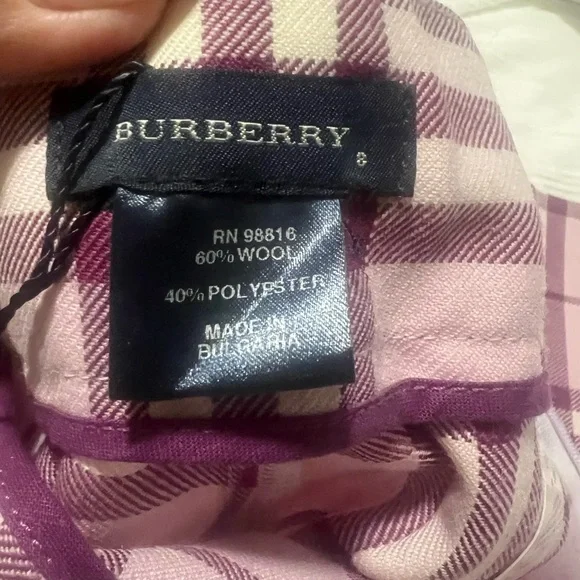 BURBERRY
8
RN 98816
60% WOOL
40% POLYESTER
MADE IN
BULGARIA